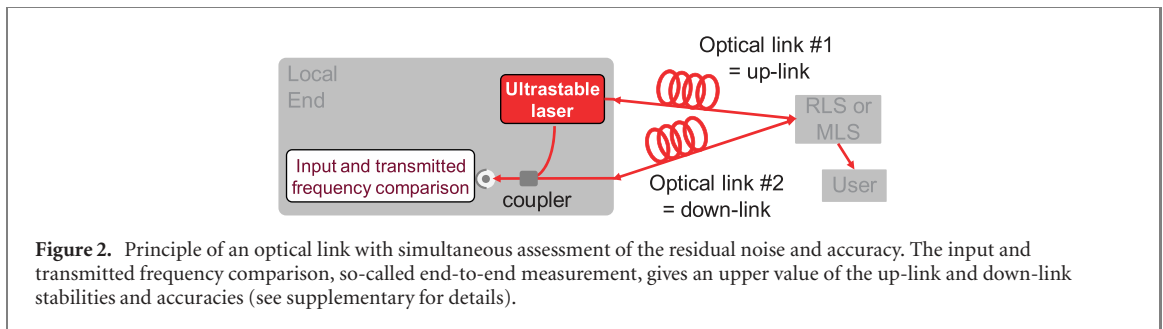 Optical link #1
= up-link
Local
End
Ultrastable
laser
RLS or
MLS
Input and transmitted
frequency comparison
coupler
Optical link #2
= down-link
User
Figure 2. Principle of an optical link with simultaneous assessment of the residual noise and accuracy. The input and
transmitted frequency comparison, so-called end-to-end measurement, gives an upper value of the up-link and down-link
stabilities and accuracies (see supplementary for details).